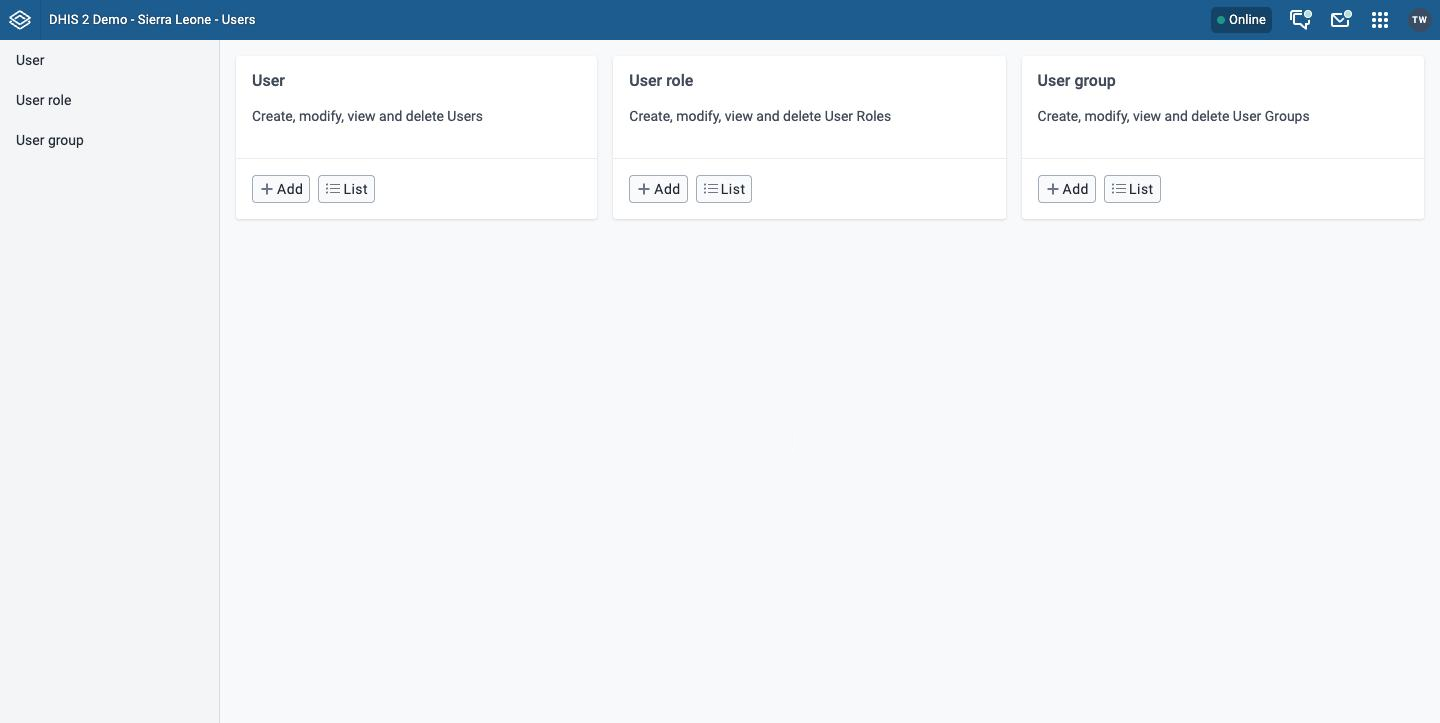 DHIS 2 Demo - Sierra Leone - Users
Online
TW
User
User role
User group
User
Create, modify, view and delete Users
Add
List
User role
Create, modify, view and delete User Roles
Add
List
User group
Create, modify, view and delete User Groups
Add
List